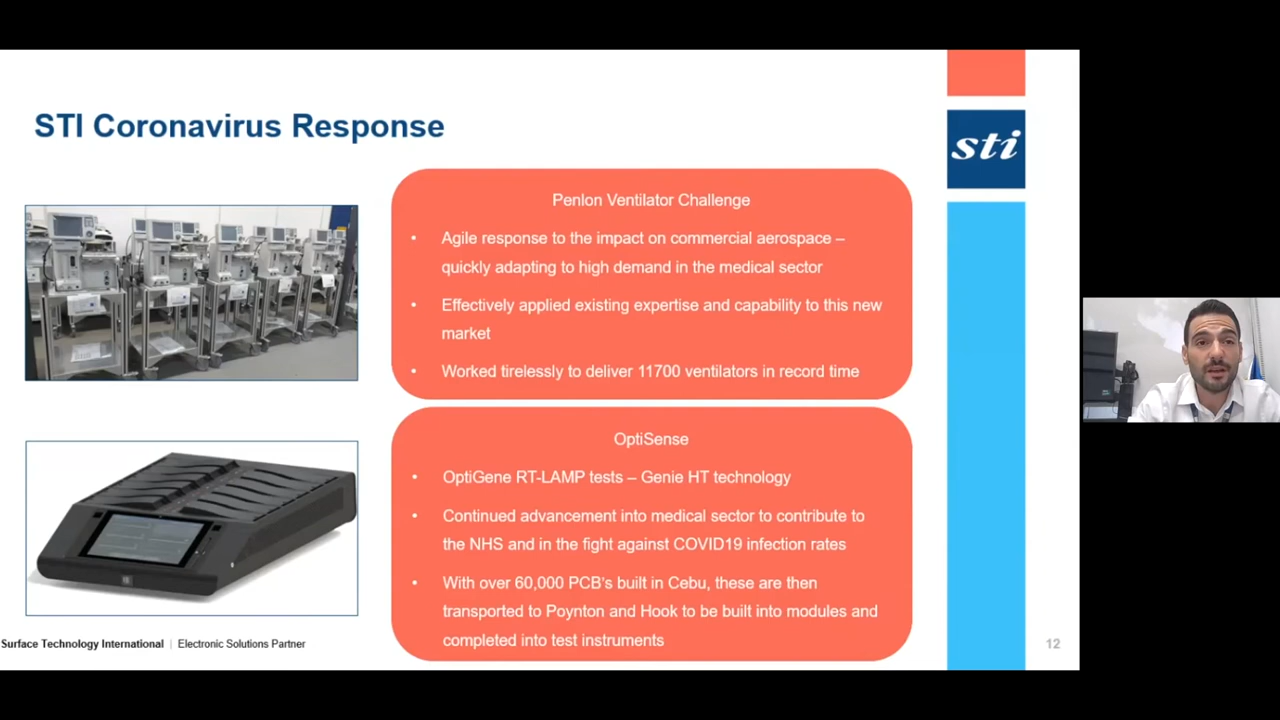 STI Coronavirus Response
sti
Penlon Ventilator Challenge
• Agile response to the impact on commercial aerospace –
quickly adapting to high demand in the medical sector
• Effectively applied existing expertise and capability to this new
market
• Worked tirelessly to deliver 11700 ventilators in record time
OptiSense
• OptiGene RT-LAMP tests – Genie HT technology
• Continued advancement into medical sector to contribute to
the NHS and in the fight against COVID19 infection rates
• With over 60,000 PCB's built in Cebu, these are then
transported to Poynton and Hook to be built into modules and
completed into test instruments
Surface Technology International | Electronic Solutions Partner
12